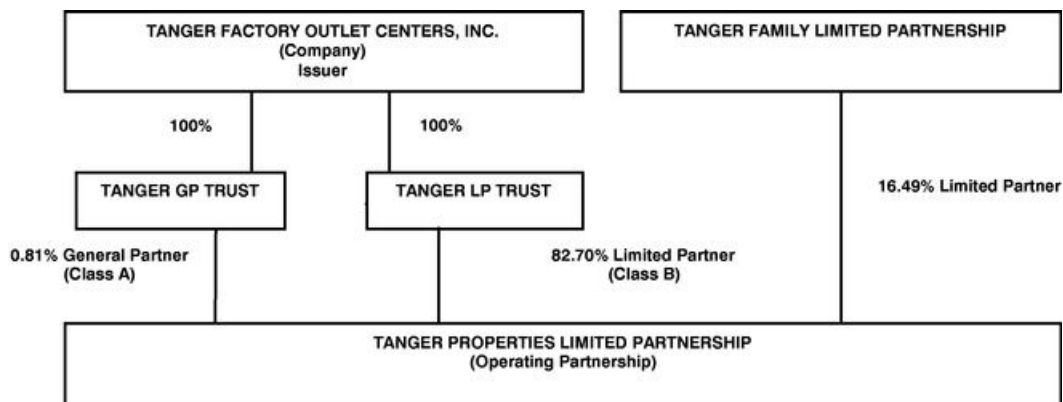 TANGER FACTORY OUTLET CENTERS, INC.
(Company)
Issuer
TANGER FAMILY LIMITED PARTNERSHIP
100%
100%
TANGER GP TRUST
TANGER LP TRUST
16.49% Limited Partner
0.81% General Partner
(Class A)
82.70% Limited Partner
(Class B)
TANGER PROPERTIES LIMITED PARTNERSHIP
(Operating Partnership)